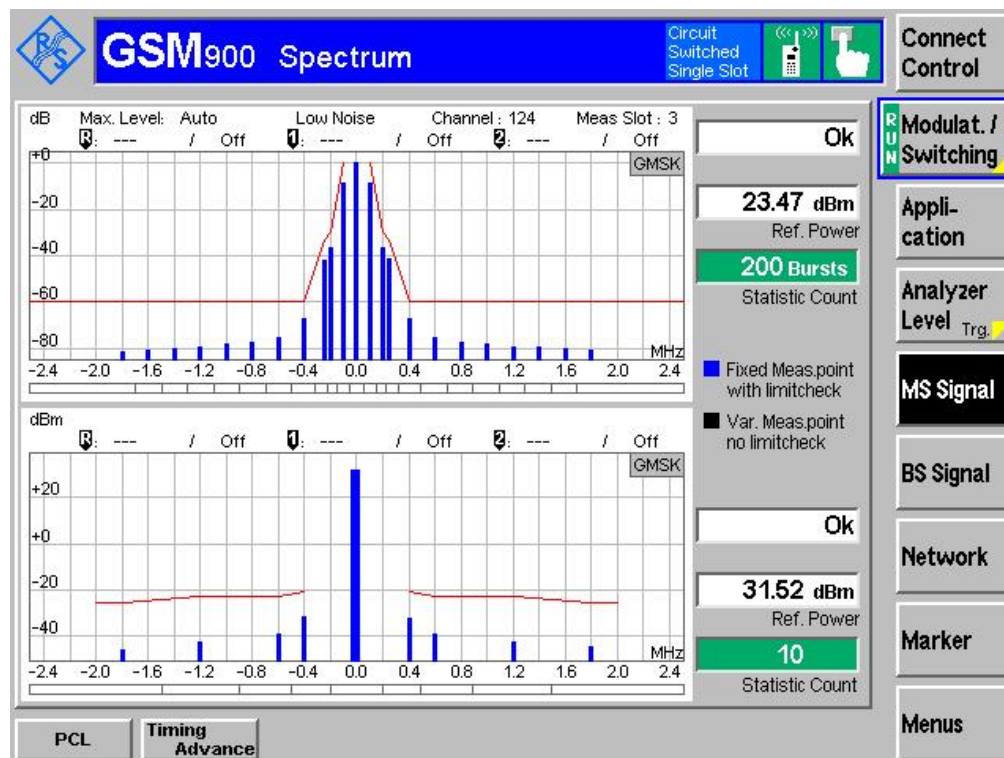 R S
GSM900 Spectrum
Circuit
Switched
Single Slot
Connect
Control
dB Max. Level: Auto Low Noise Channel : 124 Meas Slot : 3
R: --- / Off 1: --- / Off 2: --- / Off
GMSK
+0
-20
-40
-60
-80
MHz
-2.4 -2.0 -1.6 -1.2 -0.8 -0.4 0.0 0.4 0.8 1.2 1.6 2.0 2.4
Ok
23.47 dBm
Ref. Power
200 Bursts
Statistic Count
Fixed Meas.point
with limitcheck
Var. Meas.point
no limitcheck
dBm
R: --- / Off 1: --- / Off 2: --- / Off
GMSK
+20
+0
-20
-40
MHz
-2.4 -2.0 -1.6 -1.2 -0.8 -0.4 0.0 0.4 0.8 1.2 1.6 2.0 2.4
Ok
31.52 dBm
Ref. Power
10
Statistic Count
RUN
Modulat. /
Switching
Appli-
cation
Analyzer
Level Trg.
MS Signal
BS Signal
Network
Marker
Menus
PCL
Timing
Advance